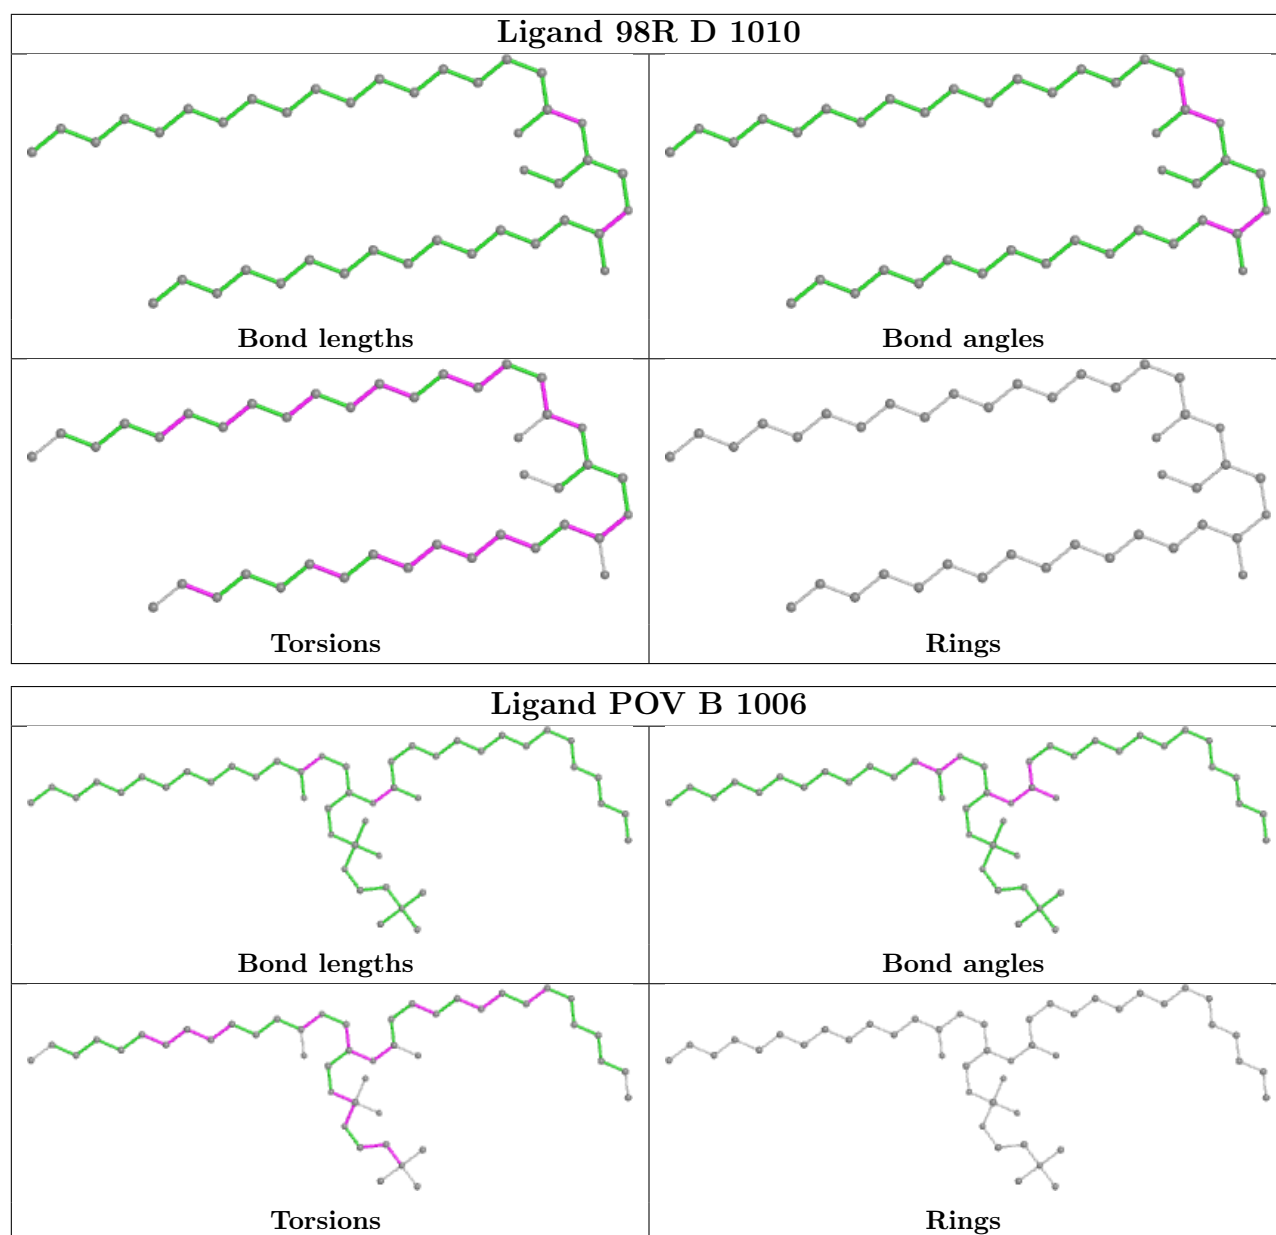 Ligand 98R D 1010
Bond lengths
Bond angles
Torsions
Rings
Ligand POV B 1006
Bond lengths
Bond angles
Torsions
Rings